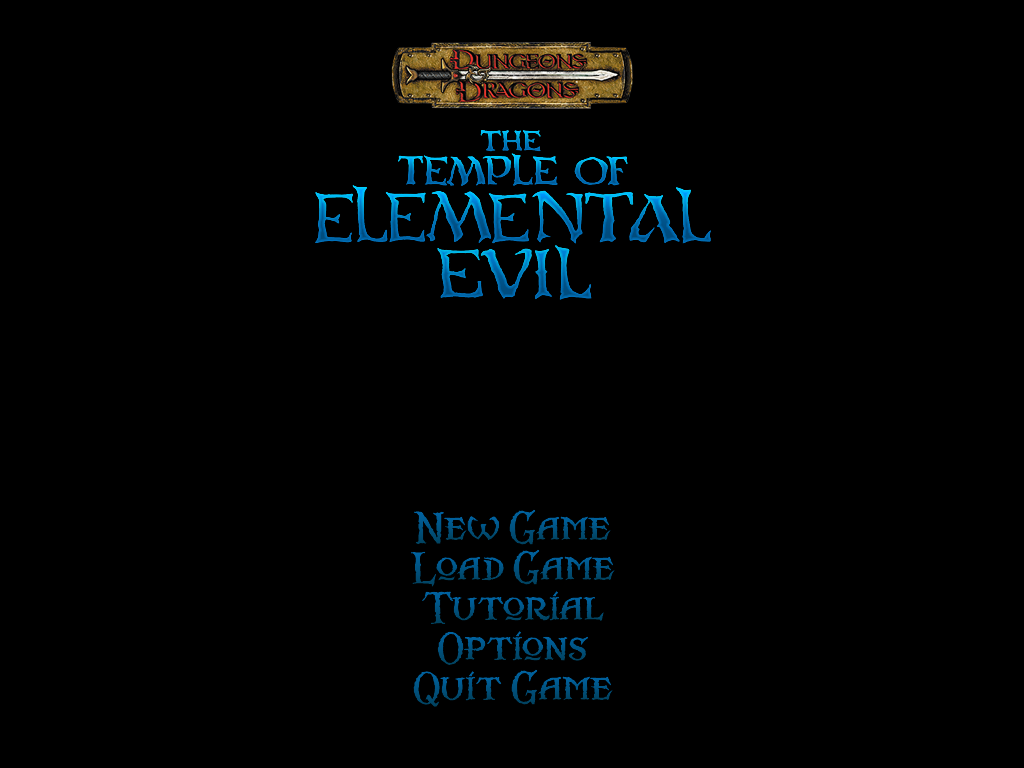 DUNGEONS
&
DRAGONS
THE
TEMPLE OF
ELEMENTAL
EVIL
NEW GAME
LOAD GAME
TUTORIAL
OPTIONS
QUIT GAME